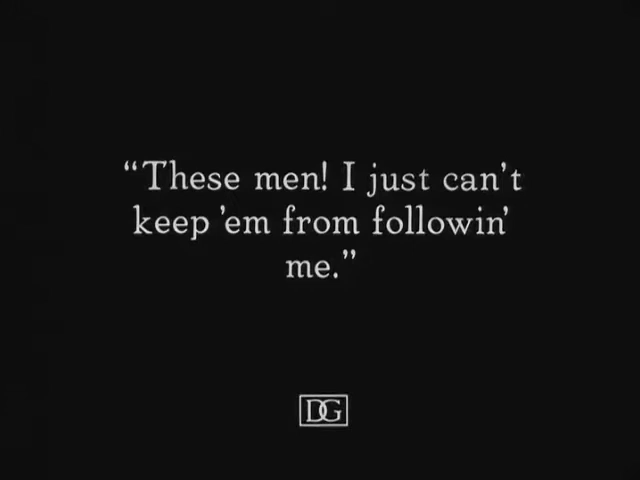 “These men! I just can’t
keep ’em from followin’
me.”
DG